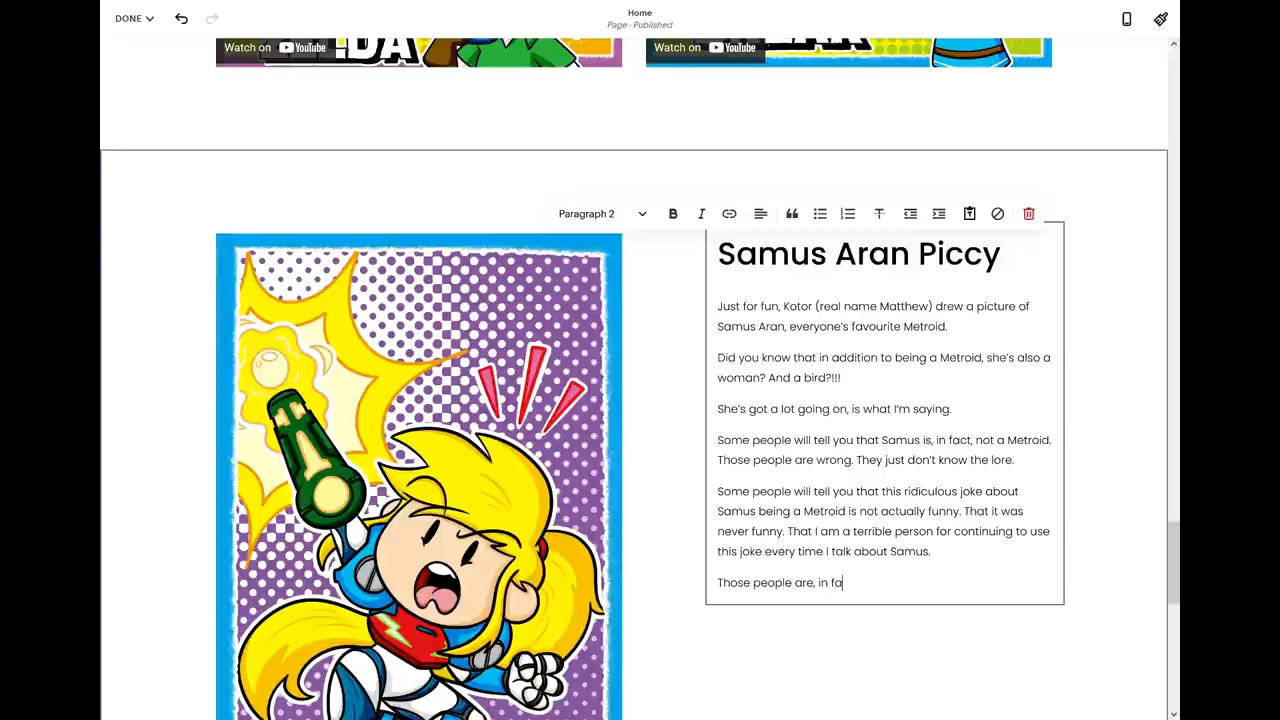 DONE
Home
Page · Published
Watch on YouTube
Watch on YouTube
Paragraph 2
Samus Aran Piccy
Just for fun, Kotor (real name Matthew) drew a picture of
Samus Aran, everyone's favourite Metroid.
Did you know that in addition to being a Metroid, she's also a
woman? And a bird?!!!
She's got a lot going on, is what I'm saying.
Some people will tell you that Samus is, in fact, not a Metroid.
Those people are wrong. They just don't know the lore.
Some people will tell you that this ridiculous joke about
Samus being a Metroid is not actually funny. That it was
never funny. That I am a terrible person for continuing to use
this joke every time I talk about Samus.
Those people are, in fa